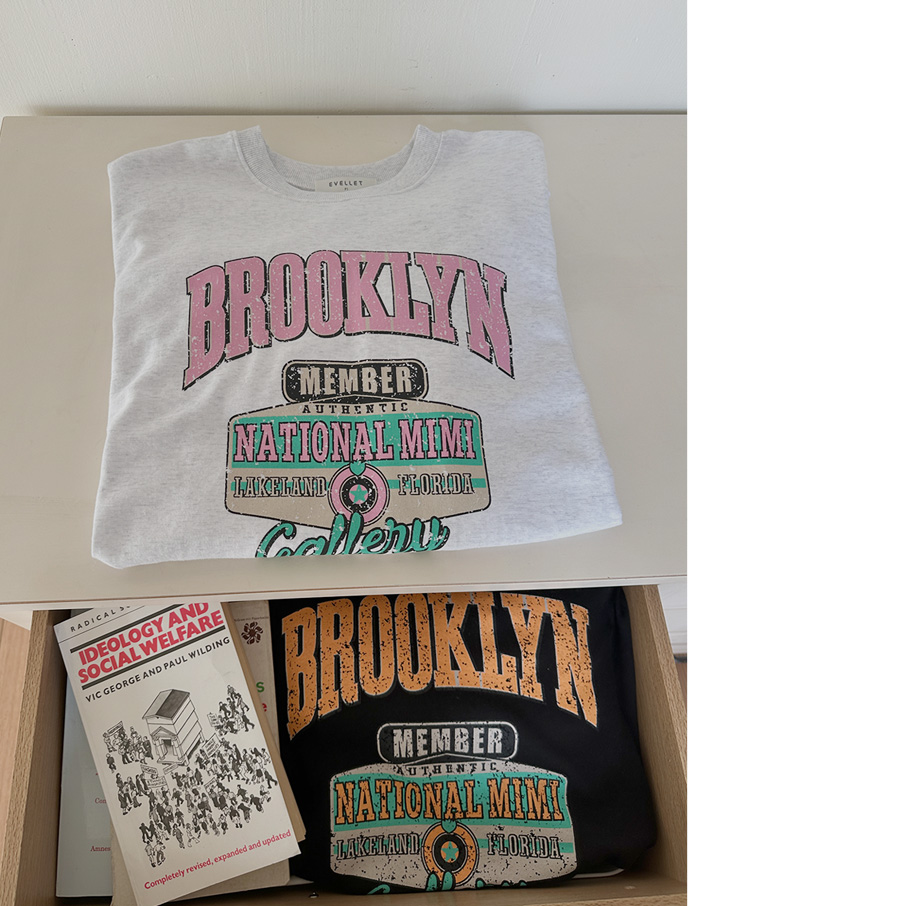 EVELLET
BROOKLYN
MEMBER
AUTHENTIC
NATIONAL MIMI
LAKELAND FLORIDA
Gallery
RADICAL
IDEOLOGY AND
SOCIAL WELFARE
VIC GEORGE AND PAUL WILDING
Completely revised, expanded and updated
BROOKLYN
MEMBER
AUTHENTIC
NATIONAL MIMI
LAKELAND FLORIDA